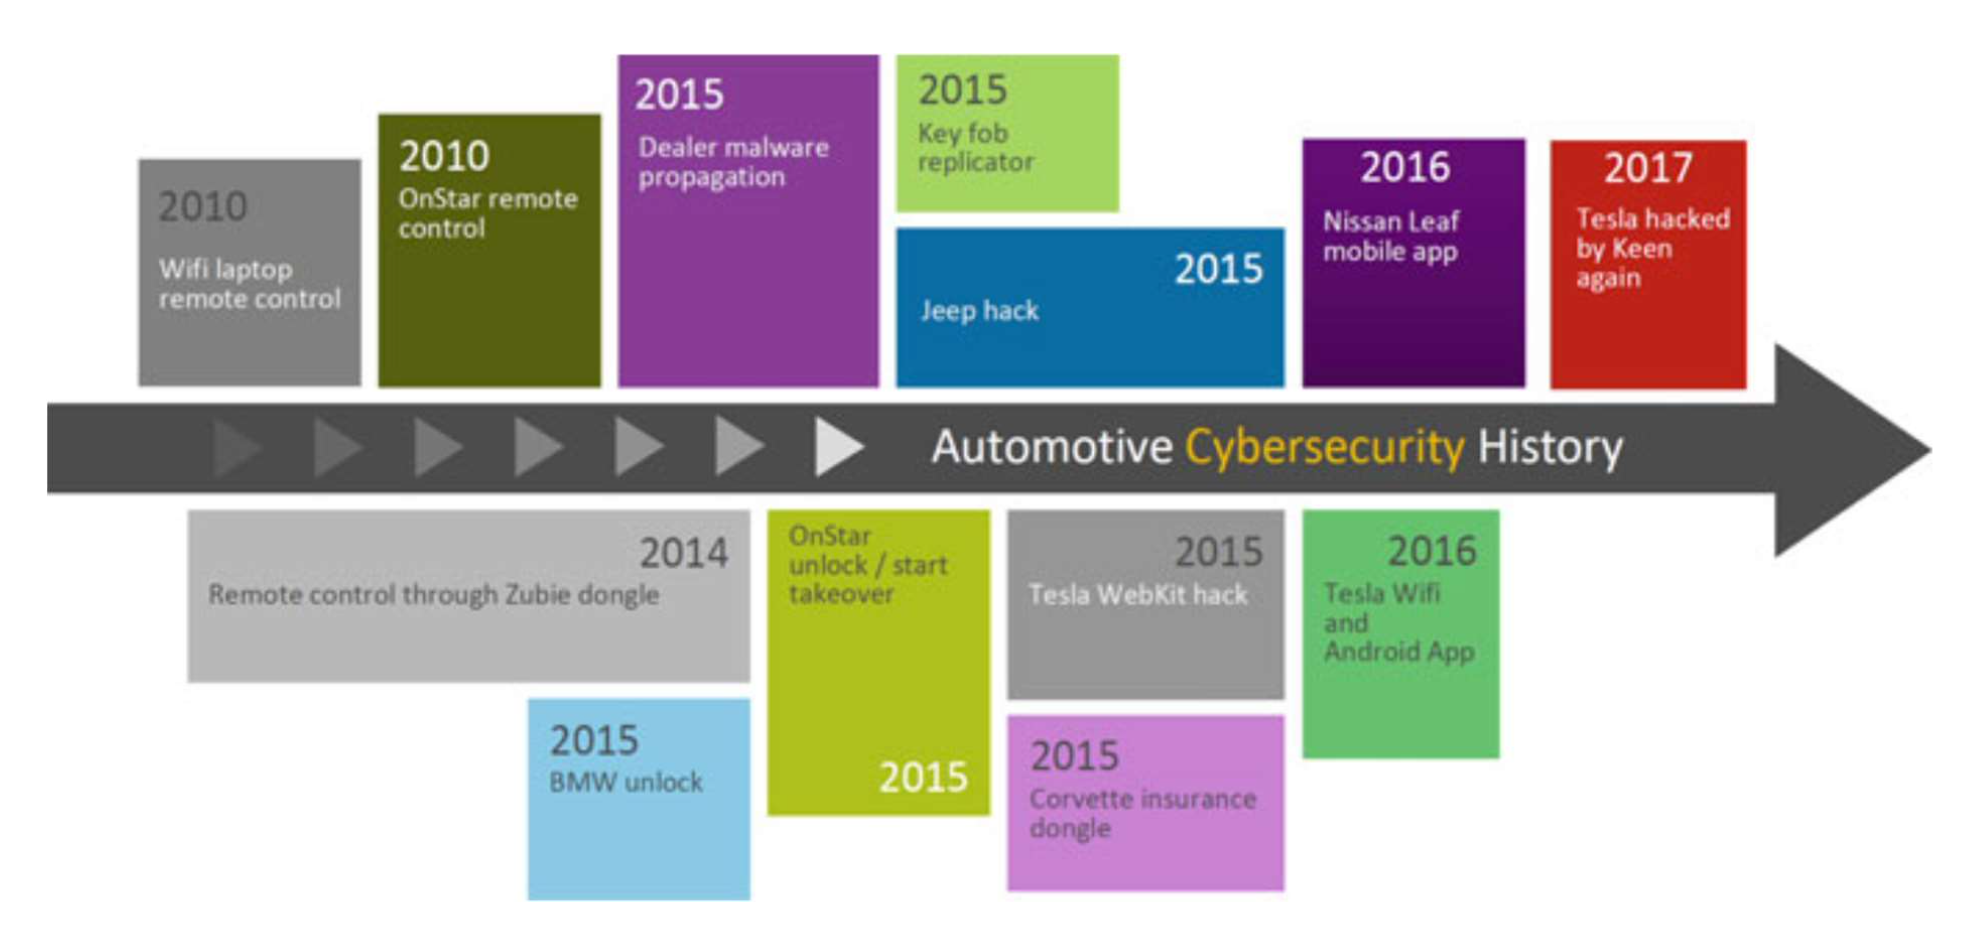 2010
Wifi laptop
remote control
2010
OnStar remote
control
2015
Dealer malware
propagation
2015
Key fob
replicator
2015
Jeep hack
2016
Nissan Leaf
mobile app
2017
Tesla hacked
by Keen
again
Automotive Cybersecurity History
2014
Remote control through Zubie dongle
2015
BMW unlock
OnStar
unlock / start
takeover
2015
2015
Tesla WebKit hack
2015
Corvette insurance
dongle
2016
Tesla Wifi
and
Android App